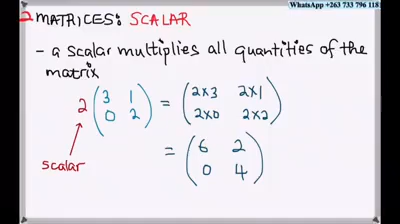 WhatsApp +263 733 796 118
2 MATRICES: SCALAR
- a scalar multiplies all quantities of the
matrix
2 ( 3 1 ) = ( 2x3 2x1 )
( 0 2 ) ( 2x0 2x2 )
= ( 6 2 )
( 0 4 )
scalar